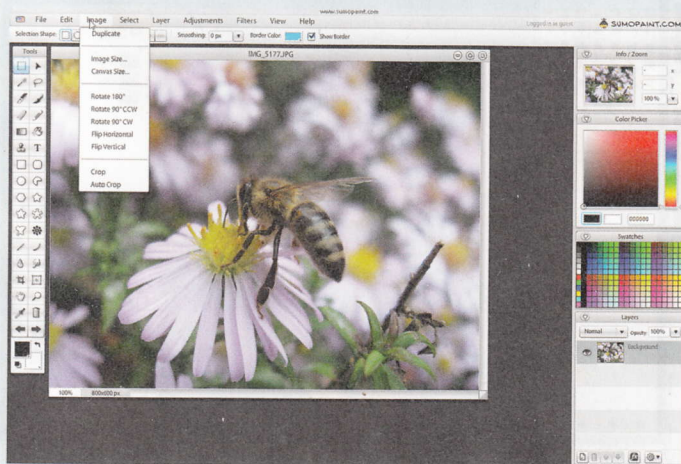 www.sumopaint.com
File Edit Image Select Layer Adjustments Filters View Help
Logged in as guest
SUMOPAINT.COM
Selection Shape: Smoothing: 0 px Border Color: Show Border
Duplicate
Image Size...
Canvas Size...
Rotate 180°
Rotate 90° CCW
Rotate 90° CW
Flip Horizontal
Flip Vertical
Crop
Auto Crop
Tools
T
IMG_5177.JPG
100% 800x600 px
Info / Zoom
x
y
100%
Color Picker
000000
Swatches
Layers
Normal Opacity: 100%
Background